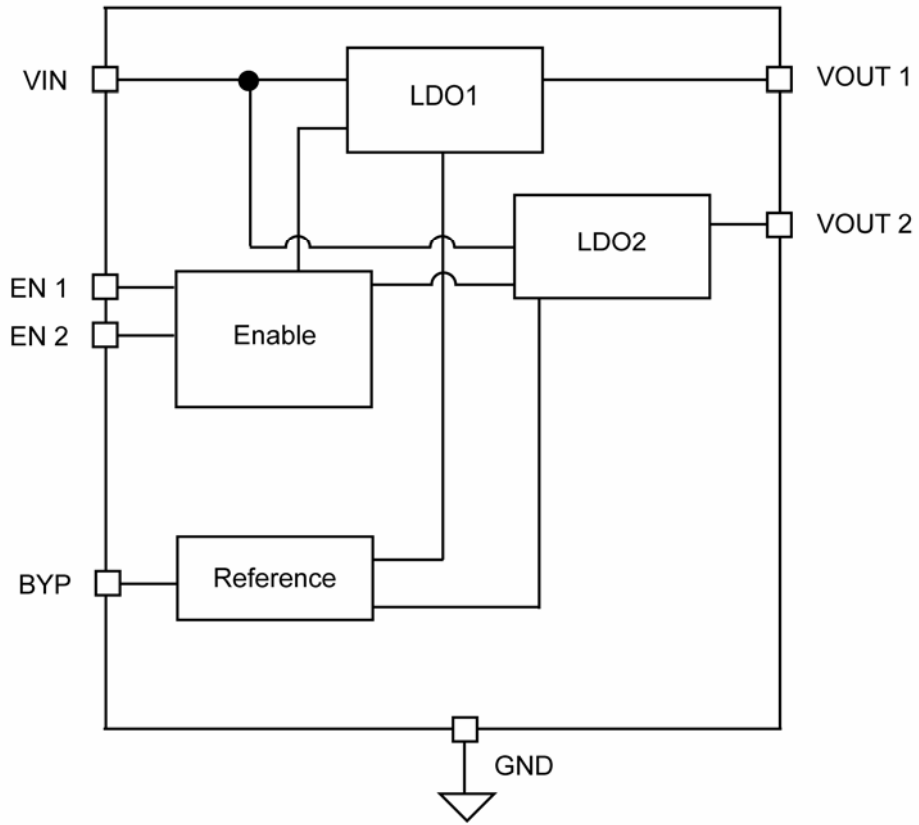 VIN
LDO1
VOUT 1
LDO2
VOUT 2
EN 1
EN 2
Enable
BYP
Reference
GND